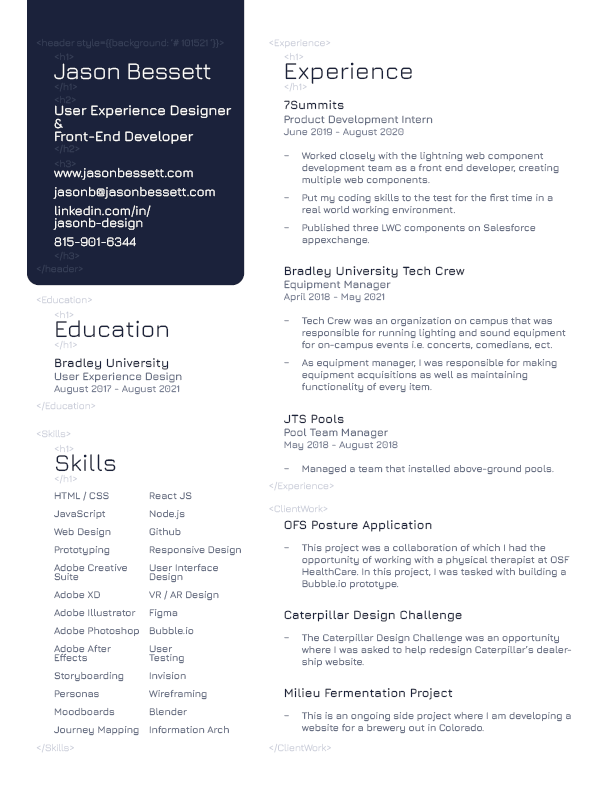 <header style={{background: "# 101521"}}>
<h1>
Jason Bessett
</h1>
<h2>
User Experience Designer
&
Front-End Developer
</h2>
<h3>
www.jasonbessett.com
jasonb@jasonbessett.com
linkedin.com/in/
jasonb-design
815-901-6344
</h3>
</header>
<Education>
<h1>
Education
</h1>
Bradley University
User Experience Design
August 2017 - August 2021
</Education>
<Skills>
<h1>
Skills
</h1>
HTML / CSS React JS
JavaScript Node.js
Web Design Github
Prototyping Responsive Design
Adobe Creative User Interface
Suite Design
Adobe XD VR / AR Design
Adobe Illustrator Figma
Adobe Photoshop Bubble.io
Adobe After User
Effects Testing
Storyboarding Invision
Personas Wireframing
Moodboards Blender
Journey Mapping Information Arch
</Skills>
<Experience>
<h1>
Experience
</h1>
7Summits
Product Development Intern
June 2019 - August 2020
– Worked closely with the lightning web component
development team as a front end developer, creating
multiple web components.
– Put my coding skills to the test for the first time in a
real world working environment.
– Published three LWC components on Salesforce
appexchange.
Bradley University Tech Crew
Equipment Manager
April 2018 - May 2021
– Tech Crew was an organization on campus that was
responsible for running lighting and sound equipment
for on-campus events i.e. concerts, comedians, ect.
– As equipment manager, I was responsible for making
equipment acquisitions as well as maintaining
functionality of every item.
JTS Pools
Pool Team Manager
May 2018 - August 2018
– Managed a team that installed above-ground pools.
</Experience>
<ClientWork>
OFS Posture Application
– This project was a collaboration of which I had the
opportunity of working with a physical therapist at OSF
HealthCare. In this project, I was tasked with building a
Bubble.io prototype.
Caterpillar Design Challenge
– The Caterpillar Design Challenge was an opportunity
where I was asked to help redesign Caterpillar's dealer-
ship website.
Milieu Fermentation Project
– This is an ongoing side project where I am developing a
website for a brewery out in Colorado.
</ClientWork>